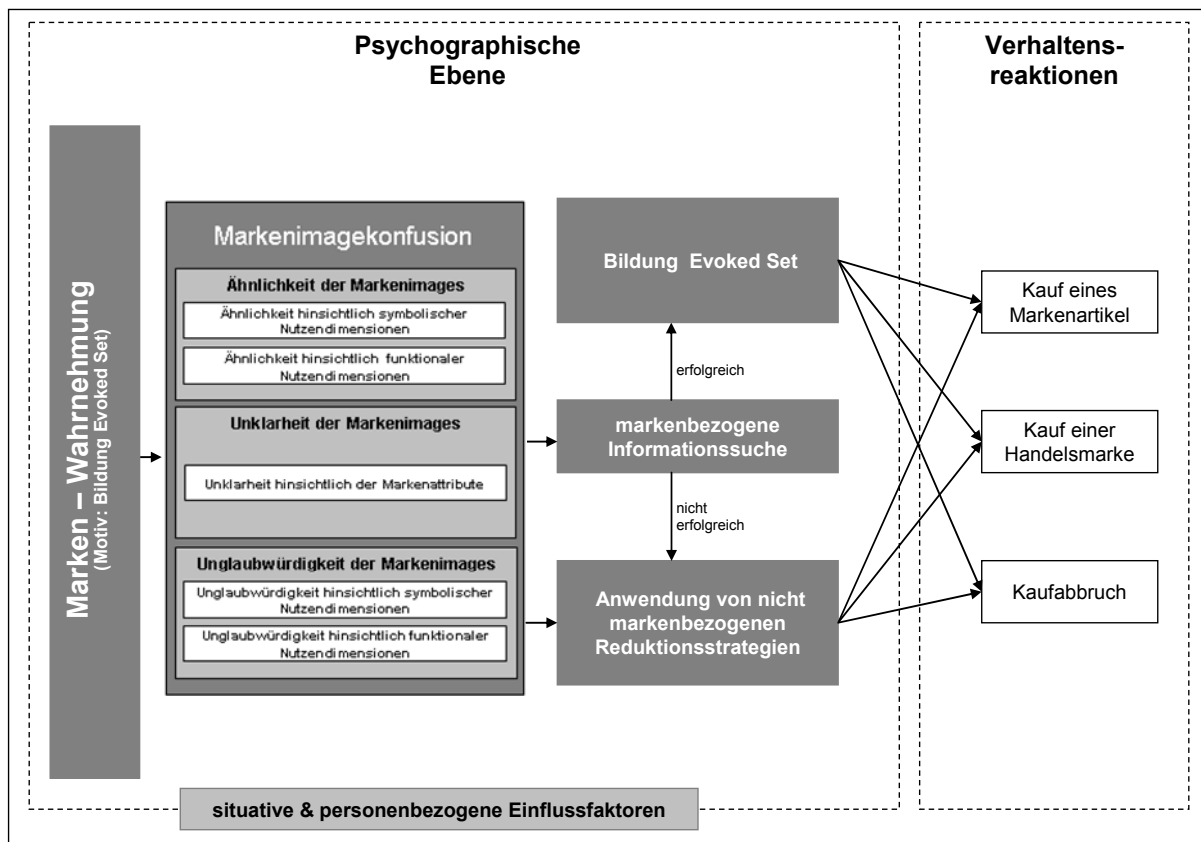 Psychographische
Ebene
Verhaltens-
reaktionen
Marken – Wahrnehmung
(Motiv: Bildung Evoked Set)
Markenimagekonfusion
Ähnlichkeit der Markenimages
Ähnlichkeit hinsichtlich symbolischer
Nutzendimensionen
Ähnlichkeit hinsichtlich funktionaler
Nutzendimensionen
Unklarheit der Markenimages
Unklarheit hinsichtlich der Markenattribute
Unglaubwürdigkeit der Markenimages
Unglaubwürdigkeit hinsichtlich symbolischer
Nutzendimensionen
Unglaubwürdigkeit hinsichtlich funktionaler
Nutzendimensionen
Bildung Evoked Set
erfolgreich
markenbezogene
Informationssuche
nicht
erfolgreich
Anwendung von nicht
markenbezogenen
Reduktionsstrategien
Kauf eines
Markenartikel
Kauf einer
Handelsmarke
Kaufabbruch
situative & personenbezogene Einflussfaktoren